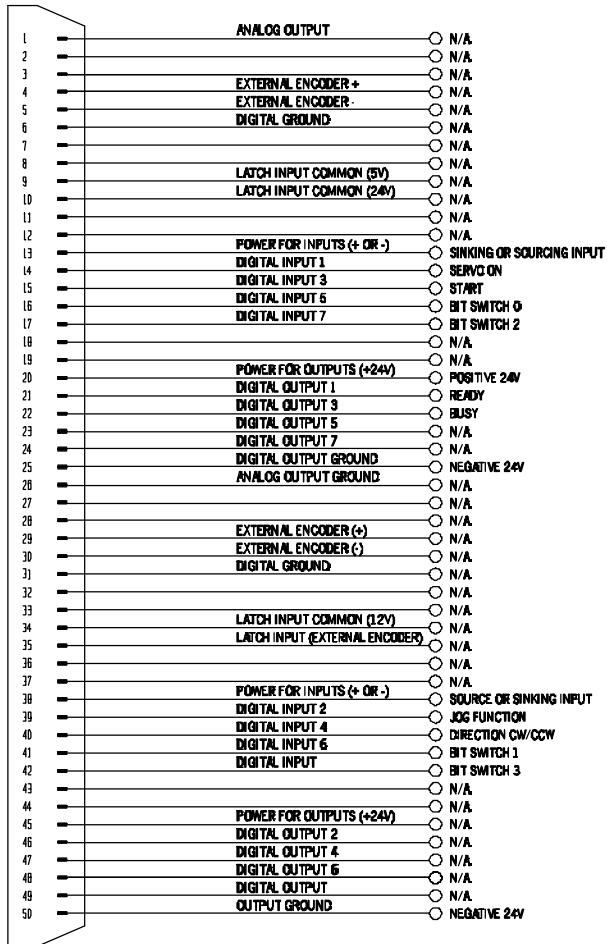 1 ANALOG OUTPUT N/A
2 N/A
3 N/A
4 EXTERNAL ENCODER + N/A
5 EXTERNAL ENCODER - N/A
6 DIGITAL GROUND N/A
7 N/A
8 N/A
9 LATCH INPUT COMMON (5V) N/A
10 LATCH INPUT COMMON (24V) N/A
11 N/A
12 N/A
13 POWER FOR INPUTS (+ OR -) SINKING OR SOURCING INPUT
14 DIGITAL INPUT 1 SERVO ON
15 DIGITAL INPUT 3 START
16 DIGITAL INPUT 5 BIT SWITCH 0
17 DIGITAL INPUT 7 BIT SWITCH 2
18 N/A
19 N/A
20 POWER FOR OUTPUTS (+24V) POSITIVE 24V
21 DIGITAL OUTPUT 1 READY
22 DIGITAL OUTPUT 3 BUSY
23 DIGITAL OUTPUT 5 N/A
24 DIGITAL OUTPUT 7 N/A
25 DIGITAL OUTPUT GROUND NEGATIVE 24V
26 ANALOG OUTPUT GROUND N/A
27 N/A
28 N/A
29 EXTERNAL ENCODER (+) N/A
30 EXTERNAL ENCODER (-) N/A
31 DIGITAL GROUND N/A
32 N/A
33 N/A
34 LATCH INPUT COMMON (12V) N/A
35 LATCH INPUT (EXTERNAL ENCODER) N/A
36 N/A
37 N/A
38 POWER FOR INPUTS (+ OR -) SOURCE OR SINKING INPUT
39 DIGITAL INPUT 2 JOG FUNCTION
40 DIGITAL INPUT 4 DIRECTION CW/CCW
41 DIGITAL INPUT 6 BIT SWITCH 1
42 DIGITAL INPUT BIT SWITCH 3
43 N/A
44 N/A
45 POWER FOR OUTPUTS (+24V) N/A
46 DIGITAL OUTPUT 2 N/A
47 DIGITAL OUTPUT 4 N/A
48 DIGITAL OUTPUT 6 N/A
49 DIGITAL OUTPUT N/A
50 OUTPUT GROUND NEGATIVE 24V